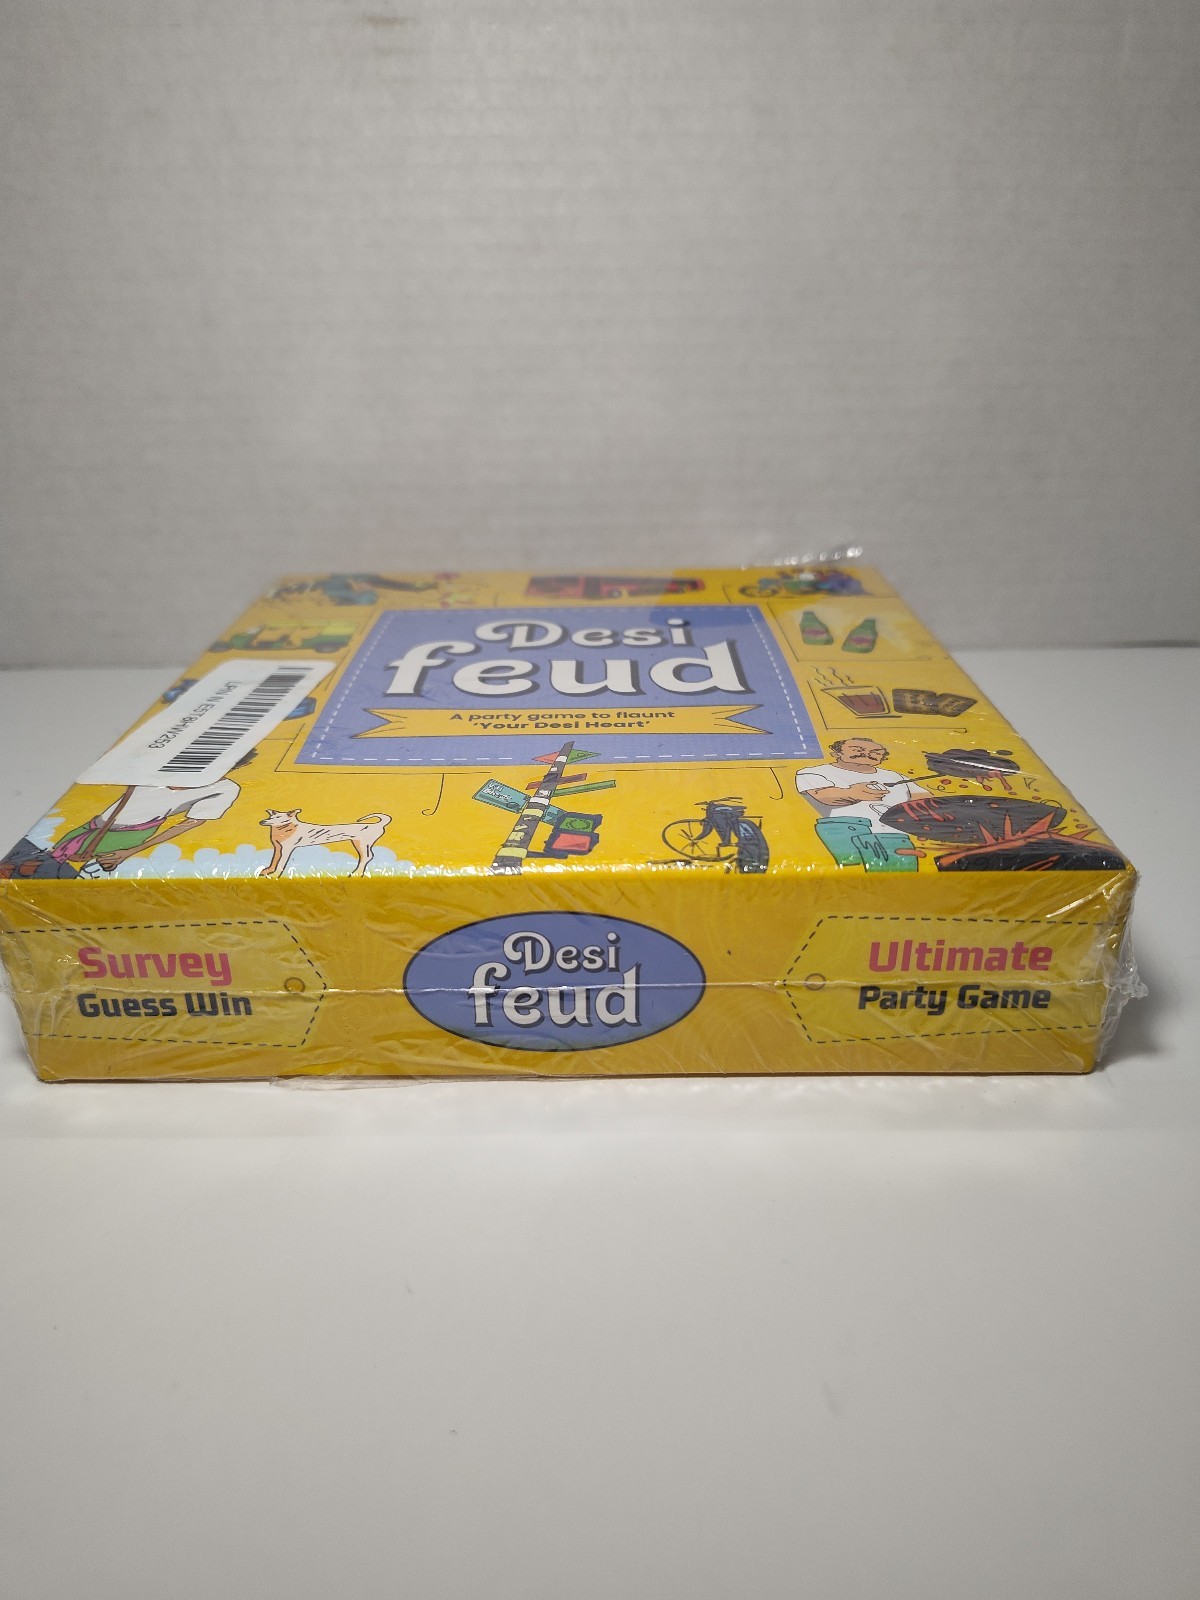 Desi
feud
A party game to flaunt
'Your Desi Heart'
Survey
Guess Win
Desi
feud
Ultimate
Party Game